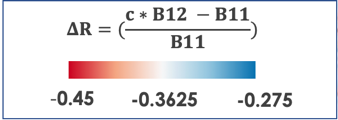 ΔR = (c * B12 − B11 / B11)
-0.45 -0.3625 -0.275